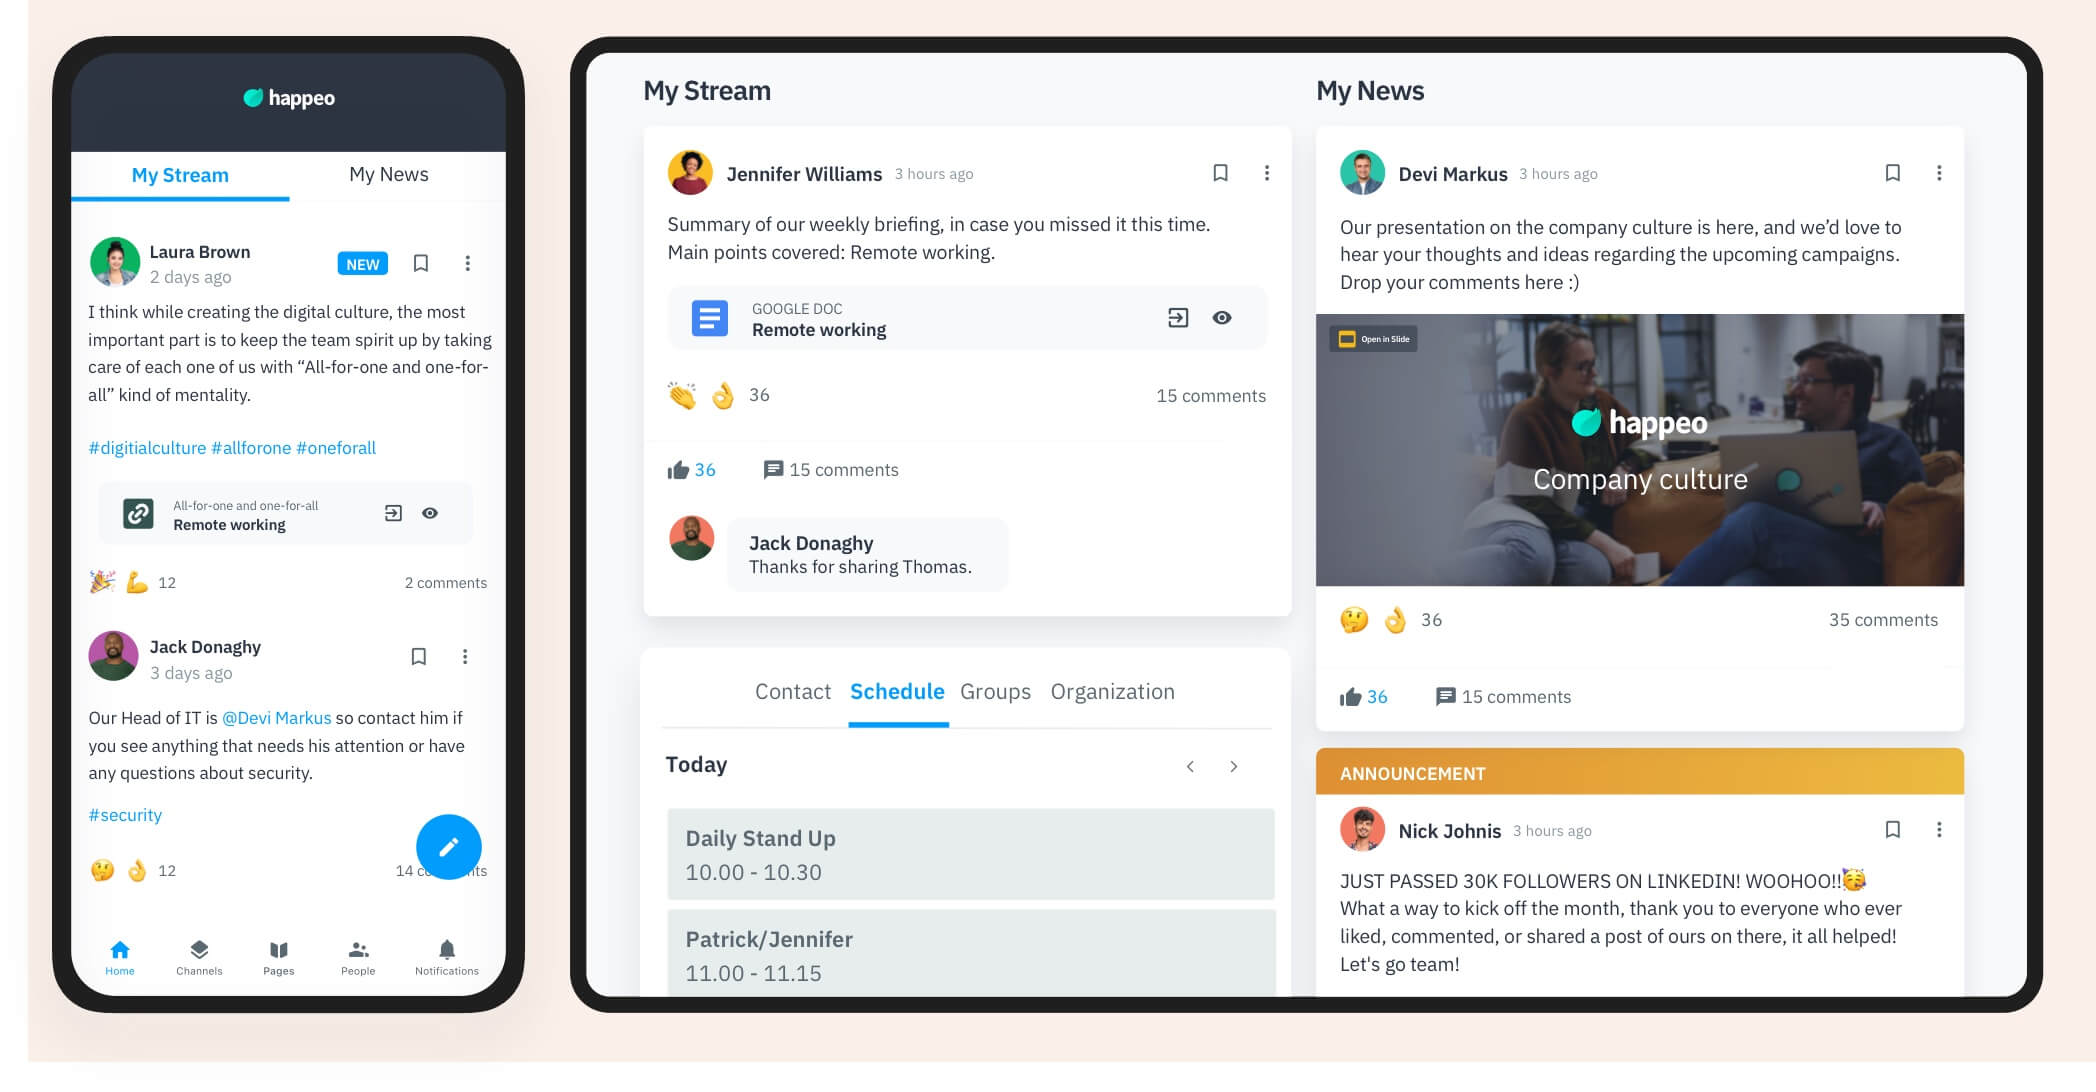 happeo
My Stream
My News
Laura Brown
2 days ago
NEW
I think while creating the digital culture, the most
important part is to keep the team spirit up by taking
care of each one of us with “All-for-one and one-for-
all” kind of mentality.
#digitialculture #allforone #oneforall
All-for-one and one-for-all
Remote working
12
2 comments
Jack Donaghy
3 days ago
Our Head of IT is @Devi Markus so contact him if
you see anything that needs his attention or have
any questions about security.
#security
12
14
Home
Channels
Pages
People
Notifications
My Stream
Jennifer Williams 3 hours ago
Summary of our weekly briefing, in case you missed it this time.
Main points covered: Remote working.
GOOGLE DOC
Remote working
36
15 comments
36
15 comments
Jack Donaghy
Thanks for sharing Thomas.
Contact Schedule Groups Organization
Today
Daily Stand Up
10.00 - 10.30
Patrick/Jennifer
11.00 - 11.15
My News
Devi Markus 3 hours ago
Our presentation on the company culture is here, and we’d love to
hear your thoughts and ideas regarding the upcoming campaigns.
Drop your comments here :)
Open in Slide
happeo
Company culture
36
35 comments
36
15 comments
ANNOUNCEMENT
Nick Johnis 3 hours ago
JUST PASSED 30K FOLLOWERS ON LINKEDIN! WOOHOO!!🥳
What a way to kick off the month, thank you to everyone who ever
liked, commented, or shared a post of ours on there, it all helped!
Let's go team!